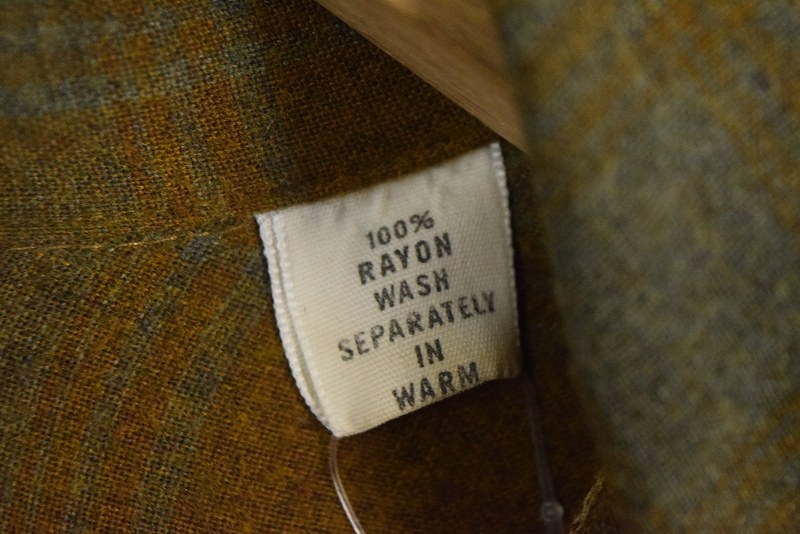 100%
RAYON
WASH
SEPARATELY
IN
WARM